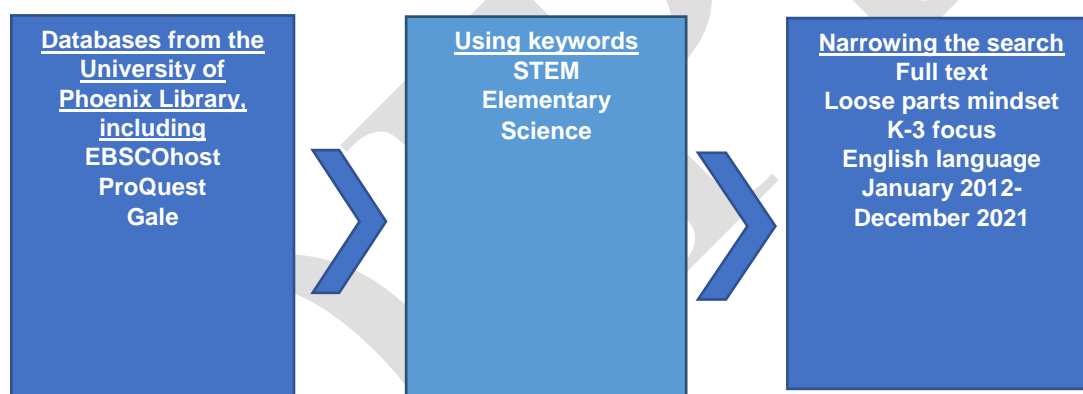 Databases from the
University of
Phoenix Library,
including
EBSCOhost
ProQuest
Gale
Using keywords
STEM
Elementary
Science
Narrowing the search
Full text
Loose parts mindset
K-3 focus
English language
January 2012-
December 2021